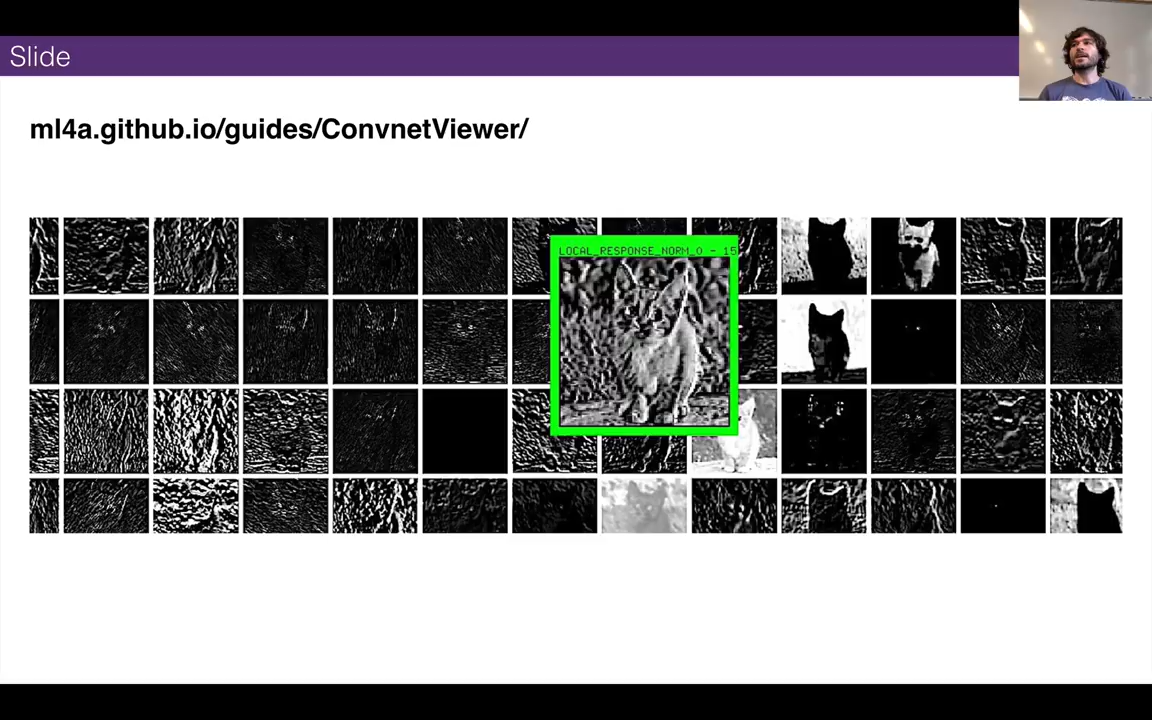 Slide
ml4a.github.io/guides/ConvnetViewer/
LOCAL_RESPONSE_NORM_0 - 15